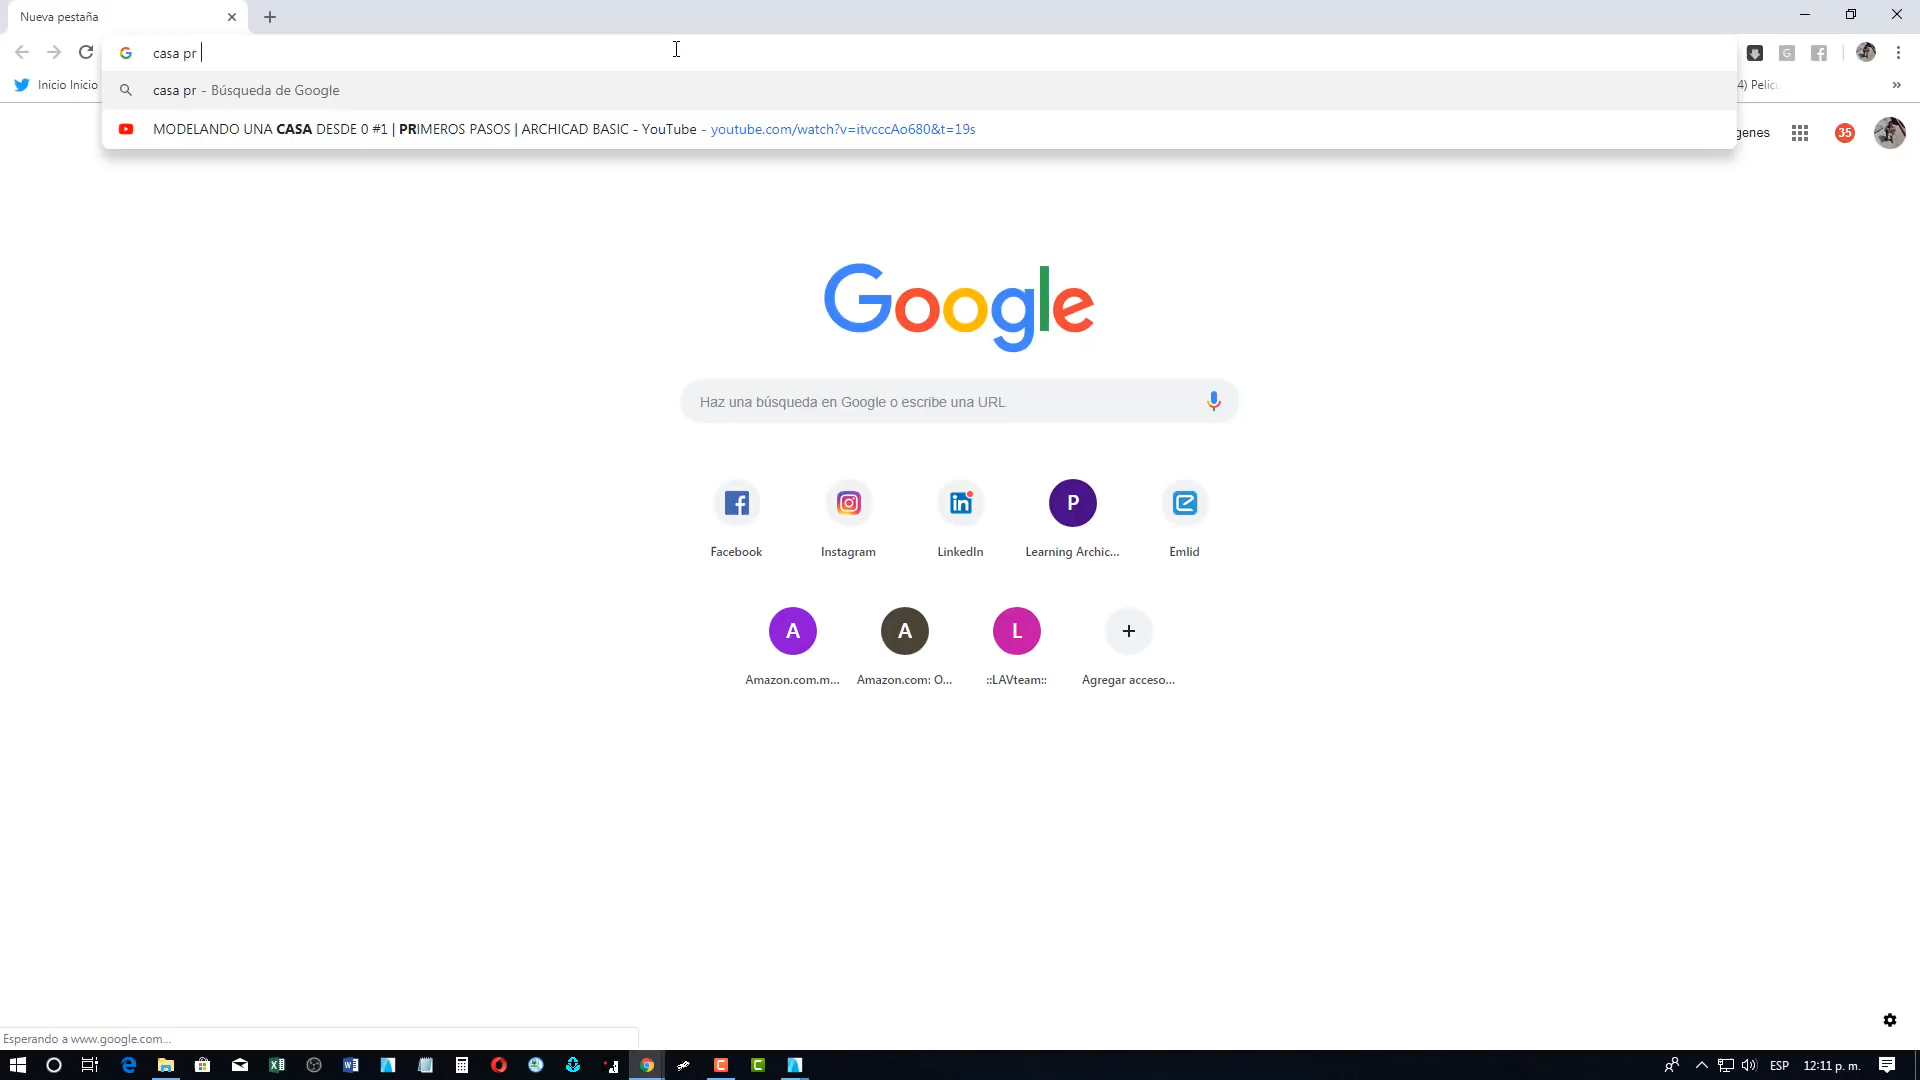 Nueva pestaña
casa pr
casa pr - Búsqueda de Google
Inicio Inicio
MODELANDO UNA CASA DESDE 0 #1 | PRIMEROS PASOS | ARCHICAD BASIC - YouTube - youtube.com/watch?v=itvcccAo680&t=19s
35
Google
Haz una búsqueda en Google o escribe una URL
P
Facebook
Instagram
LinkedIn
Learning Archic...
Emlid
A
A
L
Amazon.com.m...
Amazon.com: O...
::LAVteam::
Agregar acceso...
Esperando a www.google.com...
ESP
12:11 p. m.